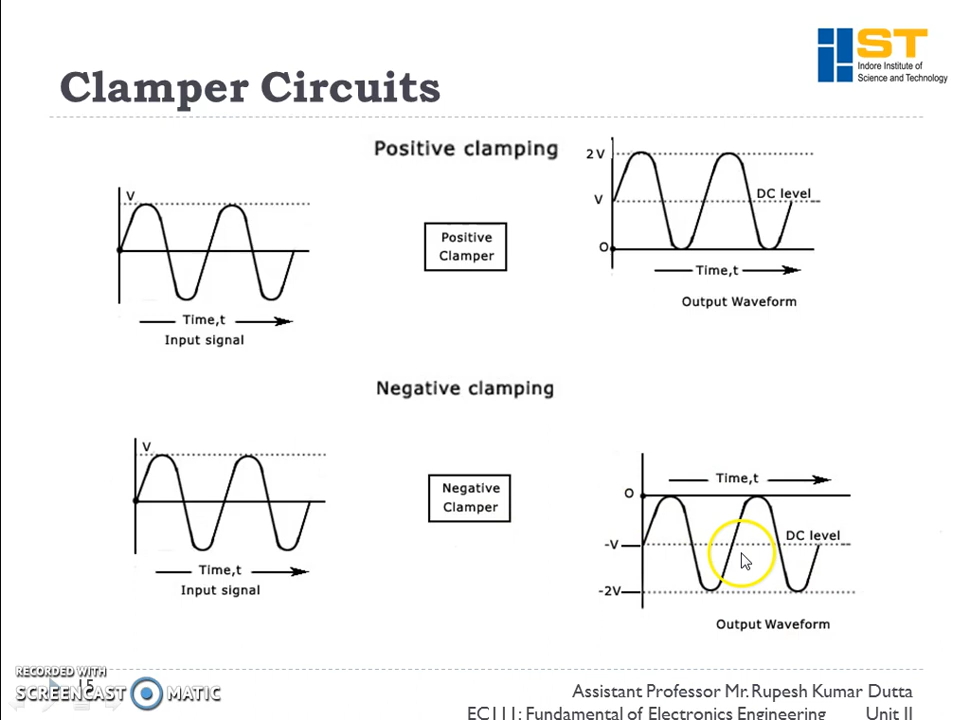 IIST
Indore Institute of
Science and Technology
Clamper Circuits
Positive clamping
V
Time,t
Input signal
Positive
Clamper
2V
V
O
DC level
Time,t
Output Waveform
Negative clamping
V
Time,t
Input signal
Negative
Clamper
Time,t
O
-V
DC level
-2V
Output Waveform
RECORDED WITH
SCREENCAST MATIC
15
Assistant Professor Mr. Rupesh Kumar Dutta
EC111: Fundamental of Electronics Engineering Unit II